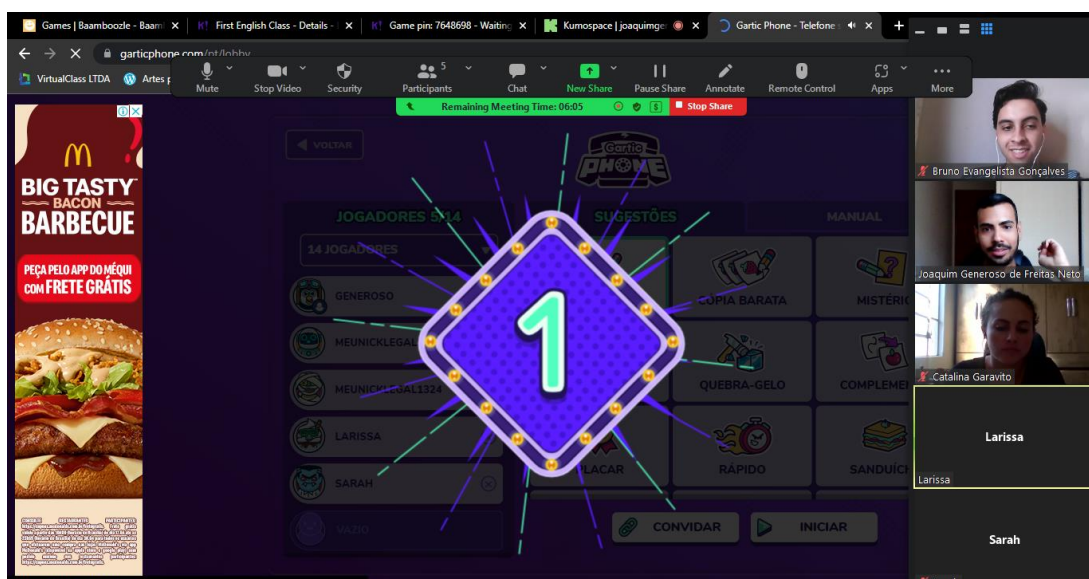 Games | Baamboozle - Baam
First English Class - Details -
Game pin: 7648698 - Waiting
Kumospace | joaquimge
Gartic Phone - Telefone
garticphone.com/pt/lobby
VirtualClass LTDA
Artes
Mute
Stop Video
Security
Participants
5
Chat
New Share
Pause Share
Annotate
Remote Control
Apps
More
Remaining Meeting Time: 06:05
Stop Share
BIG TASTY
BACON
BARBECUE
PEÇA PELO APP DO MÉQUI
COM FRETE GRÁTIS
VOLTAR
Gartic
PHONE
JOGADORES 5/14
SUGESTÕES
MANUAL
14 JOGADORES
GENEROSO
MEUNICKLEGAL
MEUNICKLEGAL1324
LARISSA
SARAH
VAZIO
1
CÓPIA BARATA
MISTÉRIO
QUEBRA-GELO
COMPLEME
PLACAR
RÁPIDO
SANDUÍC
CONVIDAR
INICIAR
Bruno Evangelista Gonçalves
Joaquim Generoso de Freitas Neto
Catalina Garavito
Larissa
Larissa
Sarah